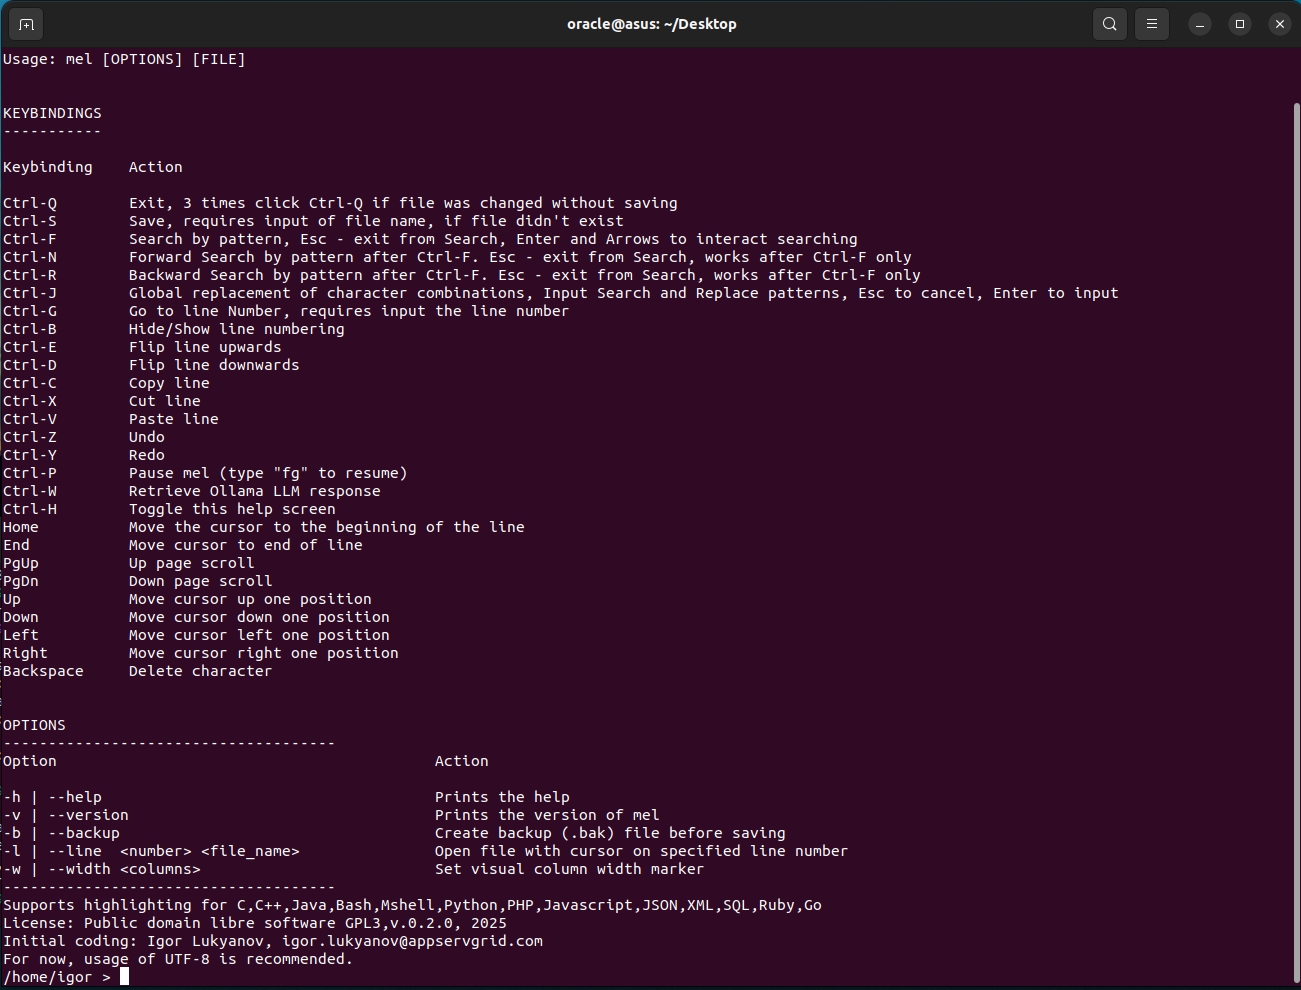 oracle@asus: ~/Desktop
Usage: mel [OPTIONS] [FILE]
KEYBINDINGS
-----------
Keybinding    Action
Ctrl-Q        Exit, 3 times click Ctrl-Q if file was changed without saving
Ctrl-S        Save, requires input of file name, if file didn't exist
Ctrl-F        Search by pattern, Esc - exit from Search, Enter and Arrows to interact searching
Ctrl-N        Forward Search by pattern after Ctrl-F. Esc - exit from Search, works after Ctrl-F only
Ctrl-R        Backward Search by pattern after Ctrl-F. Esc - exit from Search, works after Ctrl-F only
Ctrl-J        Global replacement of character combinations, Input Search and Replace patterns, Esc to cancel, Enter to input
Ctrl-G        Go to line Number, requires input the line number
Ctrl-B        Hide/Show line numbering
Ctrl-E        Flip line upwards
Ctrl-D        Flip line downwards
Ctrl-C        Copy line
Ctrl-X        Cut line
Ctrl-V        Paste line
Ctrl-Z        Undo
Ctrl-Y        Redo
Ctrl-P        Pause mel (type "fg" to resume)
Ctrl-W        Retrieve Ollama LLM response
Ctrl-H        Toggle this help screen
Home          Move the cursor to the beginning of the line
End           Move cursor to end of line
PgUp          Up page scroll
PgDn          Down page scroll
Up            Move cursor up one position
Down          Move cursor down one position
Left          Move cursor left one position
Right         Move cursor right one position
Backspace     Delete character
OPTIONS
-------------------------------------
Option                                          Action
-h | --help                                     Prints the help
-v | --version                                  Prints the version of mel
-b | --backup                                   Create backup (.bak) file before saving
-l | --line  <number> <file_name>               Open file with cursor on specified line number
-w | --width <columns>                          Set visual column width marker
-------------------------------------
Supports highlighting for C,C++,Java,Bash,Mshell,Python,PHP,Javascript,JSON,XML,SQL,Ruby,Go
License: Public domain libre software GPL3,v.0.2.0, 2025
Initial coding: Igor Lukyanov, igor.lukyanov@appservgrid.com
For now, usage of UTF-8 is recommended.
/home/igor >